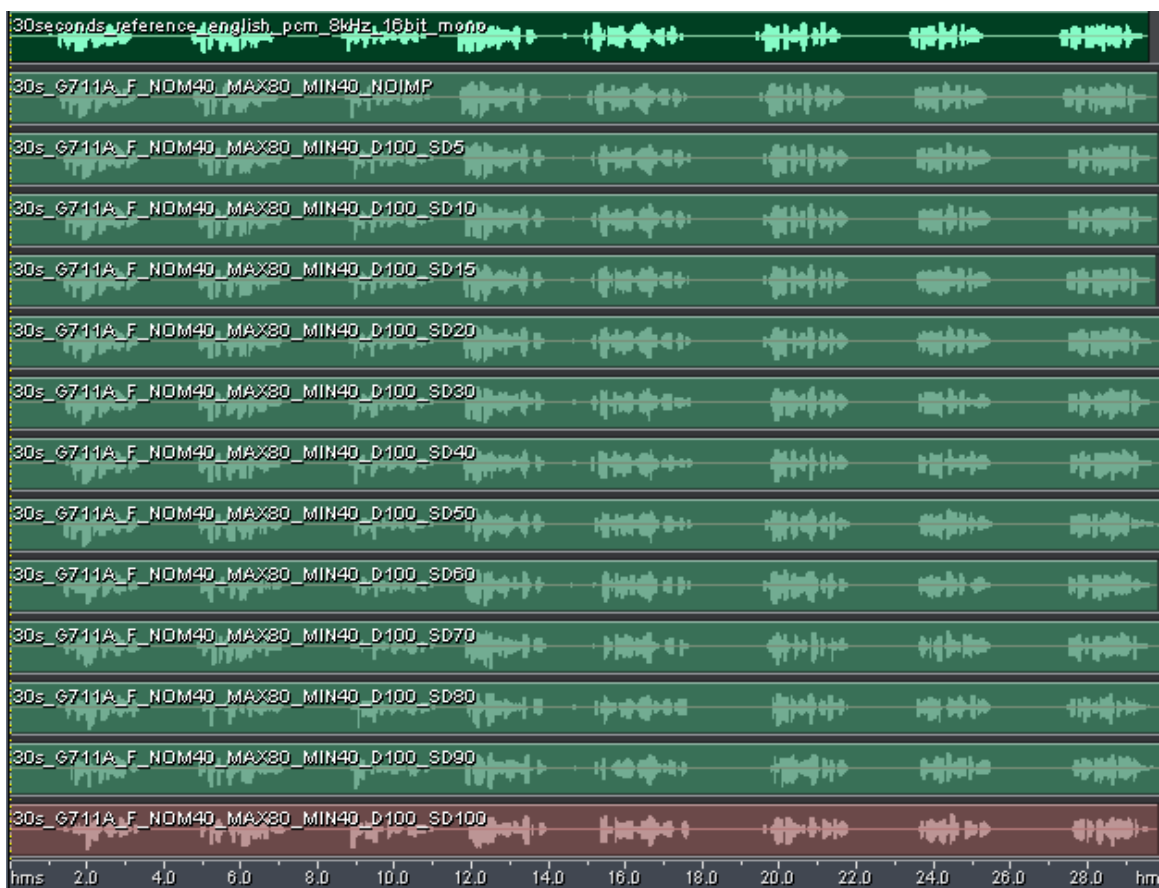 30seconds_reference_english_pcm_8kHz_16bit_mono
30s_G711A_F_NOM40_MAX80_MIN40_NOIMP
30s_G711A_F_NOM40_MAX80_MIN40_D100_SD5
30s_G711A_F_NOM40_MAX80_MIN40_D100_SD10
30s_G711A_F_NOM40_MAX80_MIN40_D100_SD15
30s_G711A_F_NOM40_MAX80_MIN40_D100_SD20
30s_G711A_F_NOM40_MAX80_MIN40_D100_SD30
30s_G711A_F_NOM40_MAX80_MIN40_D100_SD40
30s_G711A_F_NOM40_MAX80_MIN40_D100_SD50
30s_G711A_F_NOM40_MAX80_MIN40_D100_SD60
30s_G711A_F_NOM40_MAX80_MIN40_D100_SD70
30s_G711A_F_NOM40_MAX80_MIN40_D100_SD80
30s_G711A_F_NOM40_MAX80_MIN40_D100_SD90
30s_G711A_F_NOM40_MAX80_MIN40_D100_SD100
hms 2.0 4.0 6.0 8.0 10.0 12.0 14.0 16.0 18.0 20.0 22.0 24.0 26.0 28.0 hm